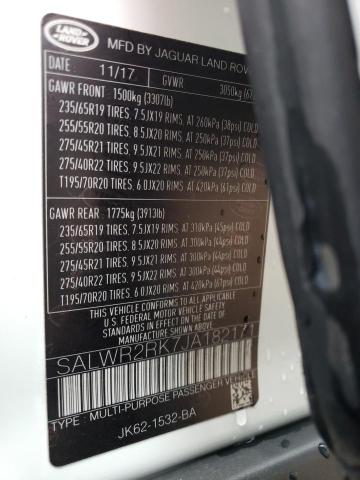 LAND ROVER
MFD BY JAGUAR LAND ROV
DATE 11/17 GVWR 3050kg
GAWR FRONT 1500kg (3307lb)
235/65R19 TIRES, 7.5JX19 RIMS, AT 260kPa (38psi) COLD
255/55R20 TIRES, 8.5JX20 RIMS, AT 250kPa (37psi) COLD
275/45R21 TIRES, 9.5JX21 RIMS, AT 250kPa (37psi) COLD
275/40R22 TIRES, 9.5JX22 RIMS, AT 250kPa (37psi) COLD
T195/70R20 TIRES, 6.0JX20 RIMS, AT 420kPa (61psi) COLD
GAWR REAR 1775kg (3913lb)
235/65R19 TIRES, 7.5JX19 RIMS, AT 310kPa (45psi) COLD
255/55R20 TIRES, 8.5JX20 RIMS, AT 300kPa (44psi) COLD
275/45R21 TIRES, 9.5JX21 RIMS, AT 300kPa (44psi) COLD
275/40R22 TIRES, 9.5JX22 RIMS, AT 300kPa (44psi) COLD
T195/70R20 TIRES, 6.0JX20 RIMS, AT 420kPa (61psi) COLD
THIS VEHICLE CONFORMS TO ALL APPLICABLE
U.S. FEDERAL MOTOR VEHICLE SAFETY STANDARDS
IN EFFECT ON THE DATE OF MANUFACTURE SHOWN ABOVE
SALWR2RK7JA182171
TYPE: MULTI-PURPOSE PASSENGER VEHICLE
JK62-1532-BA